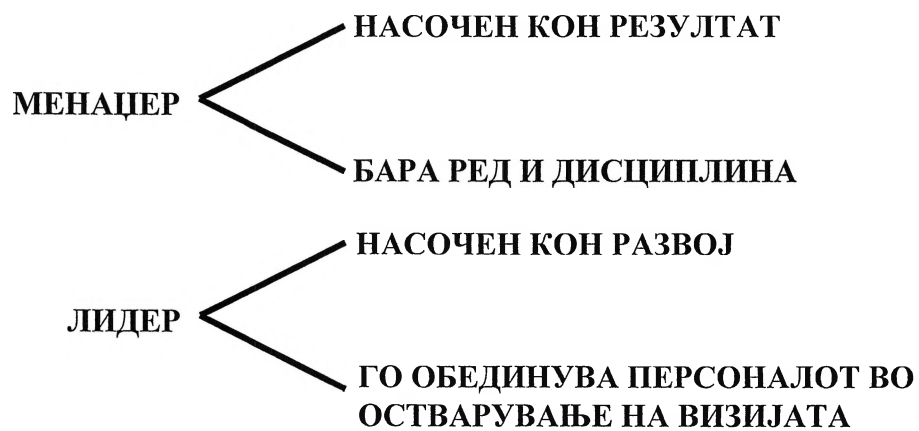 НАСОЧЕН КОН РЕЗУЛТАТ
МЕНАЏЕР
БАРА РЕД И ДИСЦИПЛИНА
НАСОЧЕН КОН РАЗВОЈ
ЛИДЕР
ГО ОБЕДИНУВА ПЕРСОНАЛОТ ВО
ОСТВАРУВАЊЕ НА ВИЗИЈАТА